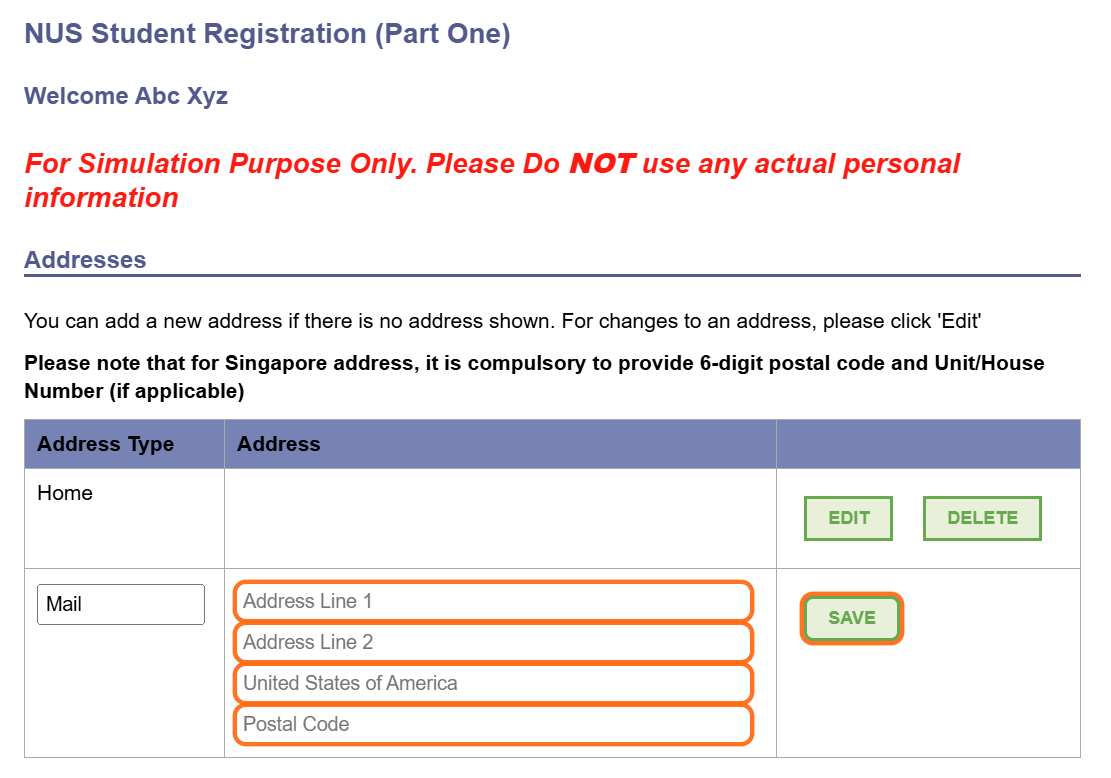 NUS Student Registration (Part One)
Welcome Abc Xyz
For Simulation Purpose Only. Please Do NOT use any actual personal
information
Addresses
You can add a new address if there is no address shown. For changes to an address, please click 'Edit'
Please note that for Singapore address, it is compulsory to provide 6-digit postal code and Unit/House
Number (if applicable)
Address Type Address
Home EDIT DELETE
Mail Address Line 1 SAVE
Address Line 2
United States of America
Postal Code